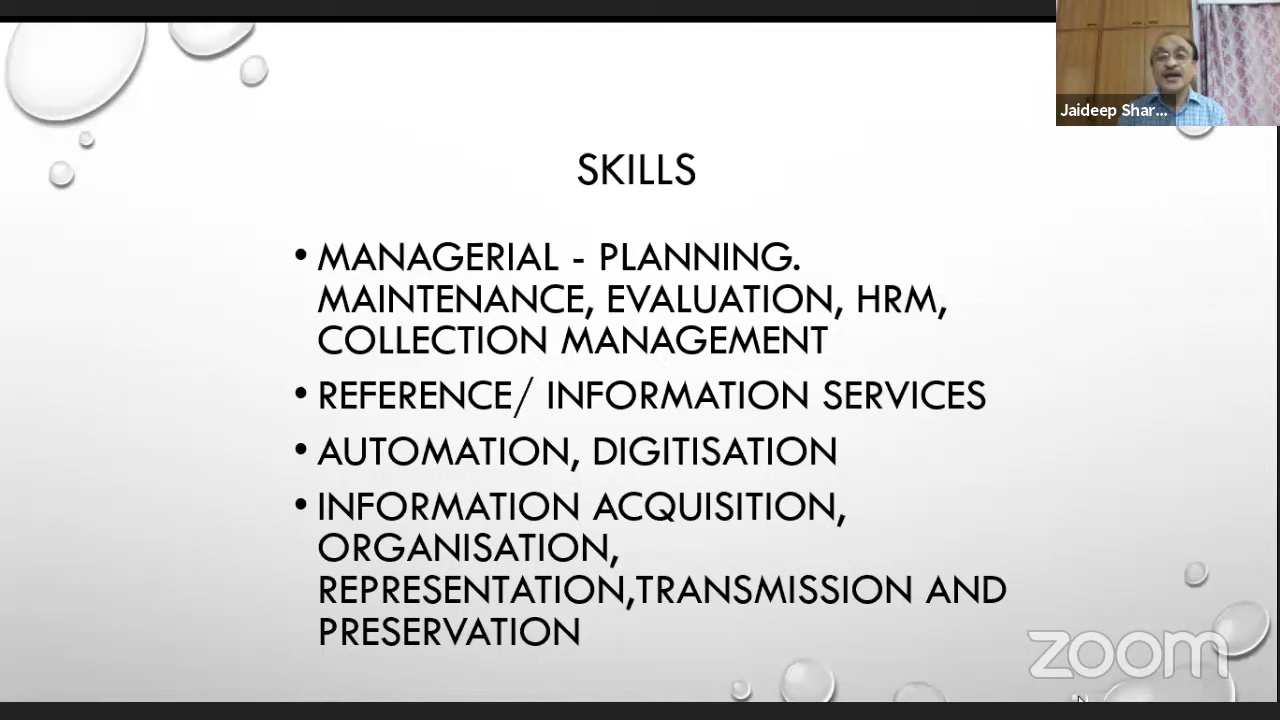 Jaideep Shar...
SKILLS
• MANAGERIAL - PLANNING.
MAINTENANCE, EVALUATION, HRM,
COLLECTION MANAGEMENT
• REFERENCE/ INFORMATION SERVICES
• AUTOMATION, DIGITISATION
• INFORMATION ACQUISITION,
ORGANISATION,
REPRESENTATION,TRANSMISSION AND
PRESERVATION
zoom